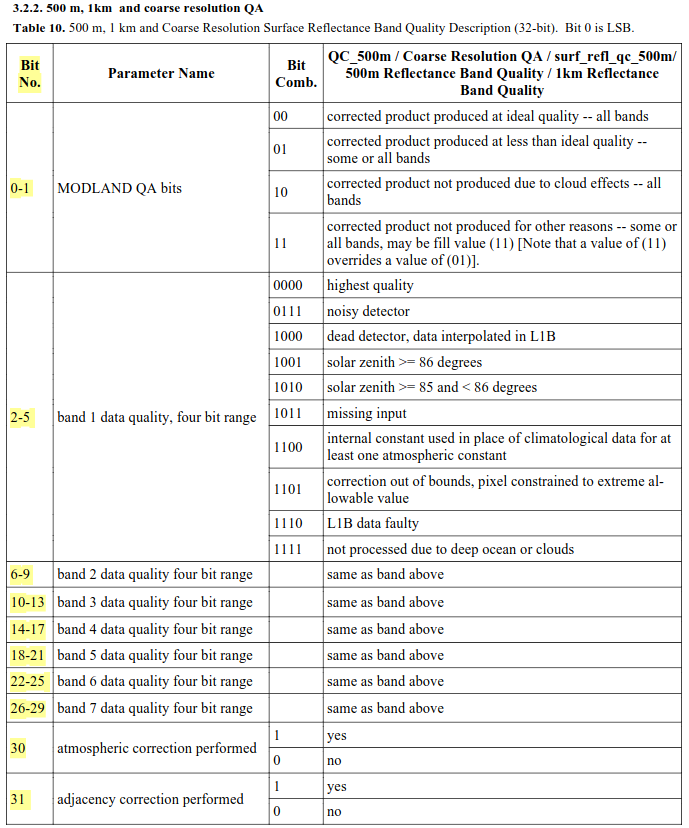 3.2.2. 500 m, 1km and coarse resolution QA
Table 10. 500 m, 1 km and Coarse Resolution Surface Reflectance Band Quality Description (32-bit). Bit 0 is LSB.
Bit No.
Parameter Name
Bit Comb.
QC_500m / Coarse Resolution QA / surf_refl_qc_500m/
500m Reflectance Band Quality / 1km Reflectance
Band Quality
0-1
MODLAND QA bits
00 corrected product produced at ideal quality -- all bands
01 corrected product produced at less than ideal quality --
some or all bands
10 corrected product not produced due to cloud effects -- all
bands
11 corrected product not produced for other reasons -- some or
all bands, may be fill value (11) [Note that a value of (11)
overrides a value of (01)].
2-5
band 1 data quality, four bit range
0000 highest quality
0111 noisy detector
1000 dead detector, data interpolated in L1B
1001 solar zenith >= 86 degrees
1010 solar zenith >= 85 and < 86 degrees
1011 missing input
1100 internal constant used in place of climatological data for at
least one atmospheric constant
1101 correction out of bounds, pixel constrained to extreme al-
lowable value
1110 L1B data faulty
1111 not processed due to deep ocean or clouds
6-9 band 2 data quality four bit range same as band above
10-13 band 3 data quality four bit range same as band above
14-17 band 4 data quality four bit range same as band above
18-21 band 5 data quality four bit range same as band above
22-25 band 6 data quality four bit range same as band above
26-29 band 7 data quality four bit range same as band above
30 atmospheric correction performed
1 yes
0 no
31 adjacency correction performed
1 yes
0 no